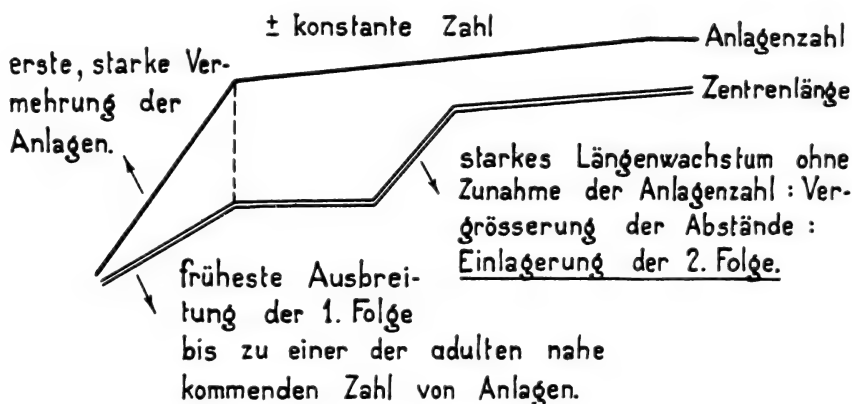 ± konstante Zahl
Anlagenzahl
erste, starke Ver-
mehrung der
Anlagen.
Zentrenlänge
starkes Längenwachstum ohne
Zunahme der Anlagenzahl : Ver-
grösserung der Abstände :
Einlagerung der 2. Folge.
früheste Ausbrei-
tung der 1. Folge
bis zu einer der adulten nahe
kommenden Zahl von Anlagen.